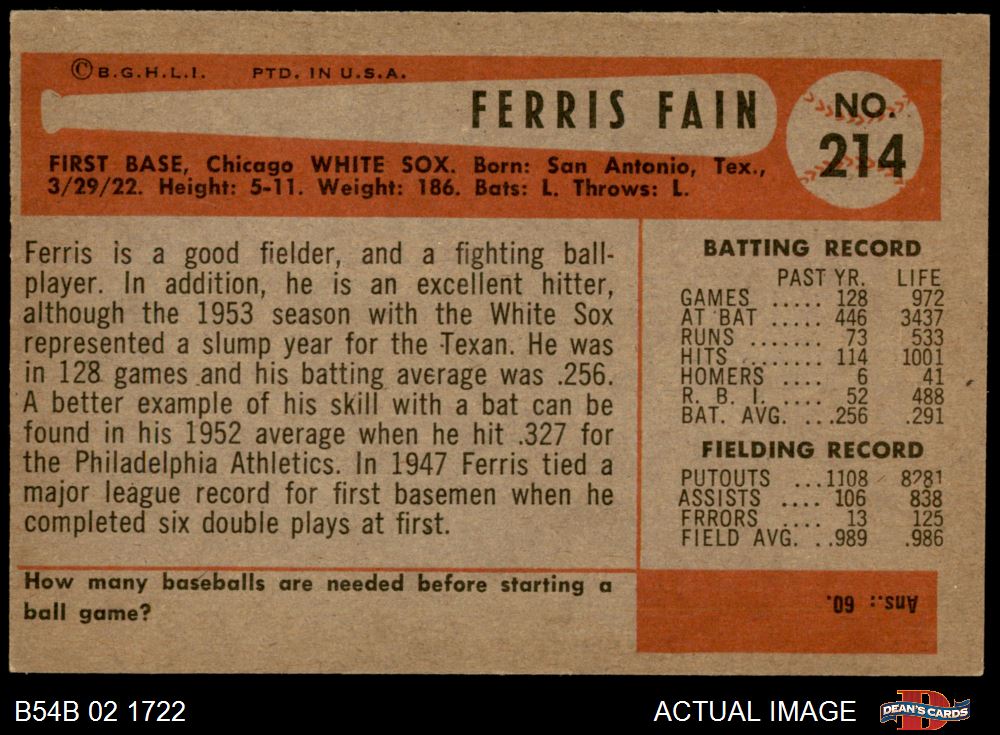 ©B.G.H.L.I. PTD. IN U.S.A.
FERRIS FAIN
NO.
214
FIRST BASE, Chicago WHITE SOX. Born: San Antonio, Tex.,
3/29/22. Height: 5-11. Weight: 186. Bats: L. Throws: L.
Ferris is a good fielder, and a fighting ball-
player. In addition, he is an excellent hitter,
although the 1953 season with the White Sox
represented a slump year for the Texan. He was
in 128 games and his batting average was .256.
A better example of his skill with a bat can be
found in his 1952 average when he hit .327 for
the Philadelphia Athletics. In 1947 Ferris tied a
major league record for first basemen when he
completed six double plays at first.
BATTING RECORD
PAST YR. LIFE
GAMES ..... 128 972
AT BAT ..... 446 3437
RUNS ....... 73 533
HITS ....... 114 1001
HOMERS .... 6 41
R. B. I. .... 52 488
BAT. AVG. ...256 .291
FIELDING RECORD
PUTOUTS ...1108 8281
ASSISTS .... 106 838
FRRORS .... 13 125
FIELD AVG. ..989 .986
How many baseballs are needed before starting a
ball game?
Ans.: 60.
B54B 02 1722
ACTUAL IMAGE
D
DEAN'S CARDS